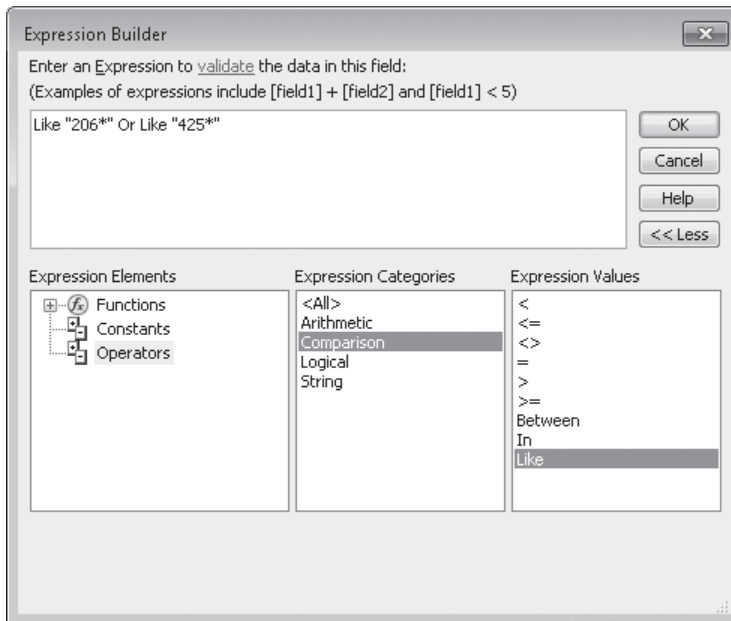 Expression Builder
Enter an Expression to validate the data in this field:
(Examples of expressions include [field1] + [field2] and [field1] < 5)
Like "206*" Or Like "425*"
OK
Cancel
Help
<< Less
Expression Elements
Functions
Constants
Operators
Expression Categories
<All>
Arithmetic
Comparison
Logical
String
Expression Values
<
<=
<>
=
>
>=
Between
In
Like